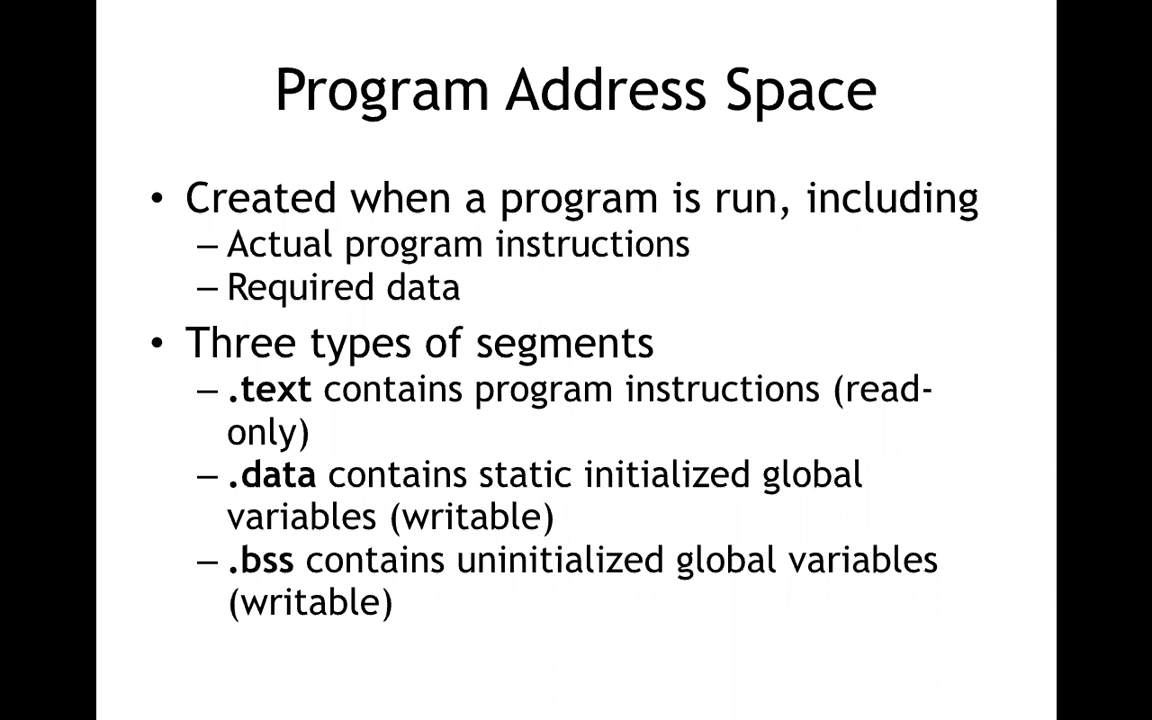 Program Address Space
• Created when a program is run, including
– Actual program instructions
– Required data
• Three types of segments
– .text contains program instructions (read-
only)
– .data contains static initialized global
variables (writable)
– .bss contains uninitialized global variables
(writable)